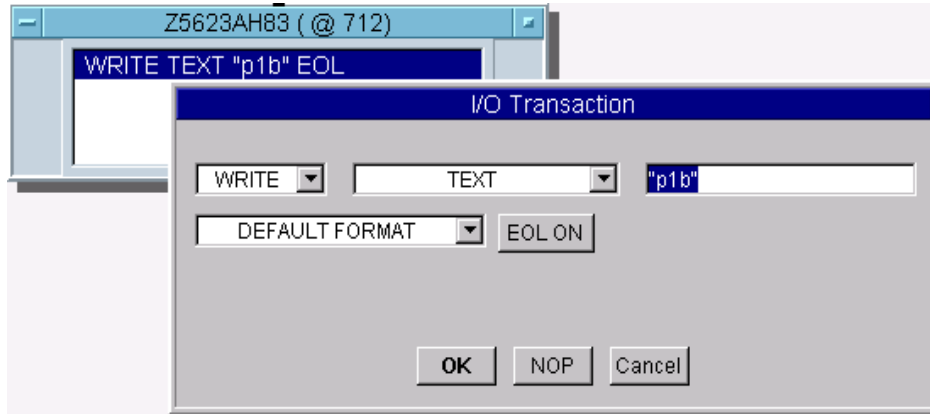 Z5623AH83 ( @ 712)
WRITE TEXT "p1b" EOL
I/O Transaction
WRITE TEXT "p1b"
DEFAULT FORMAT EOL ON
OK NOP Cancel